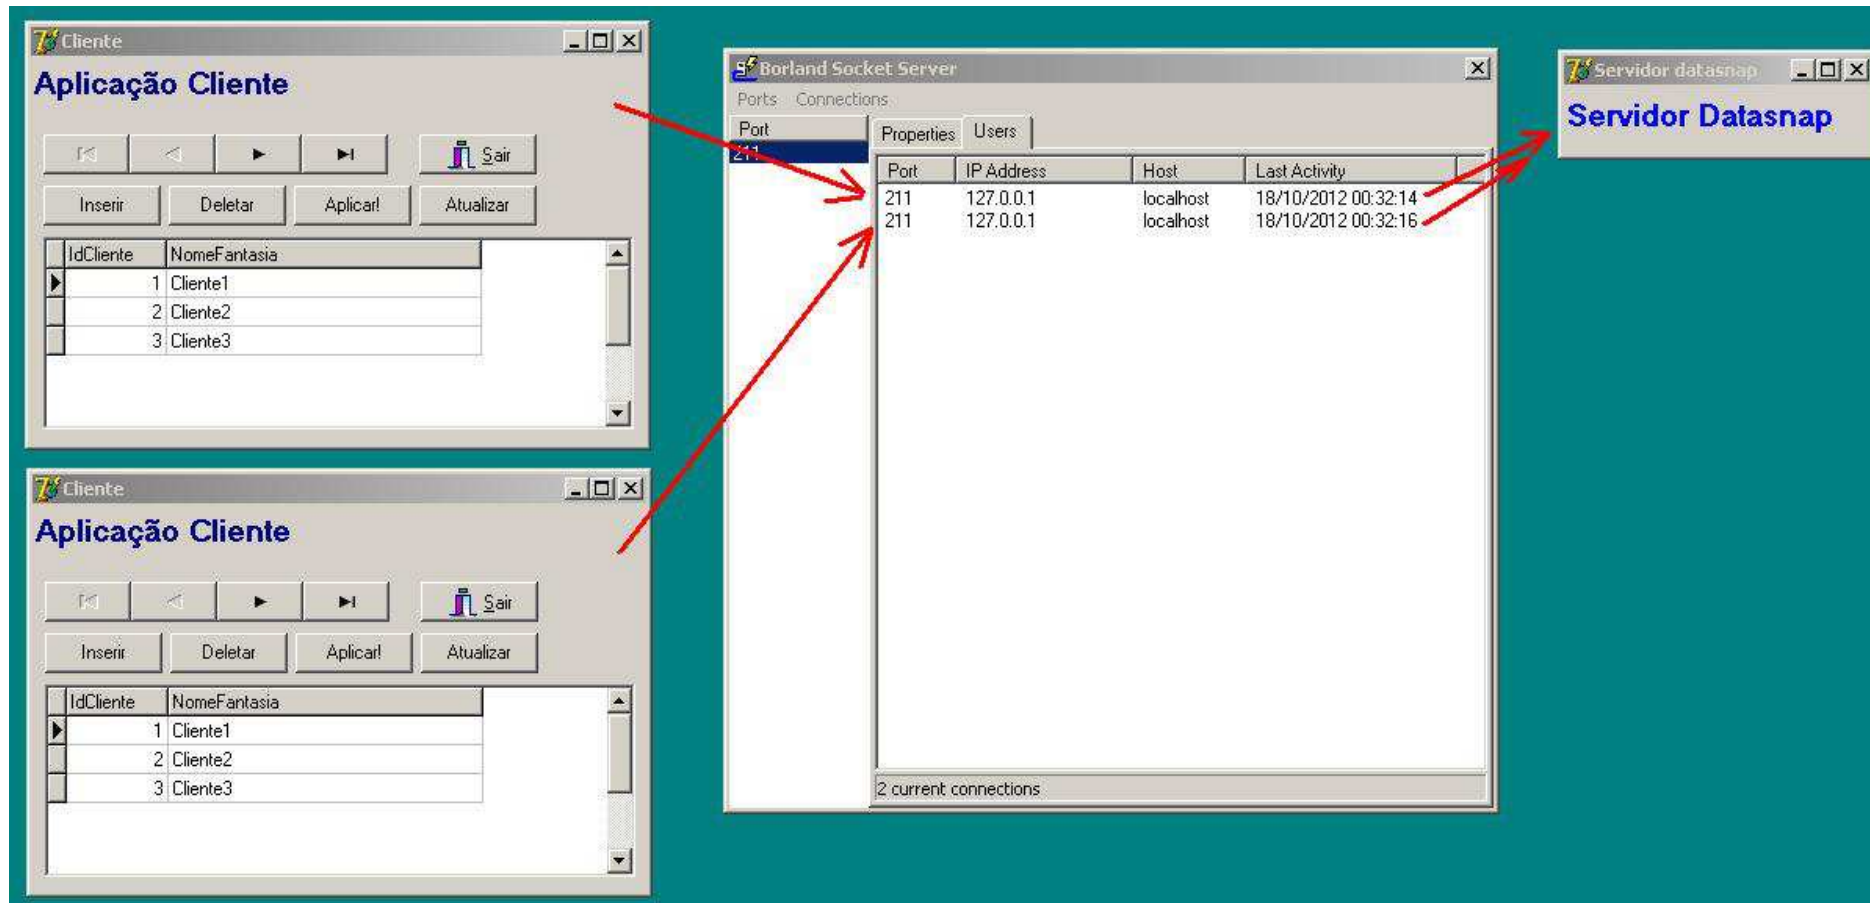 Cliente
Aplicação Cliente
Sair
Inserir Deletar Aplicar! Atualizar
IdCliente NomeFantasia
1 Cliente1
2 Cliente2
3 Cliente3
Cliente
Aplicação Cliente
Sair
Inserir Deletar Aplicar! Atualizar
IdCliente NomeFantasia
1 Cliente1
2 Cliente2
3 Cliente3
Borland Socket Server
Ports Connections
Port
211
Properties Users
Port IP Address Host Last Activity
211 127.0.0.1 localhost 18/10/2012 00:32:14
211 127.0.0.1 localhost 18/10/2012 00:32:16
2 current connections
Servidor datasnap
Servidor Datasnap